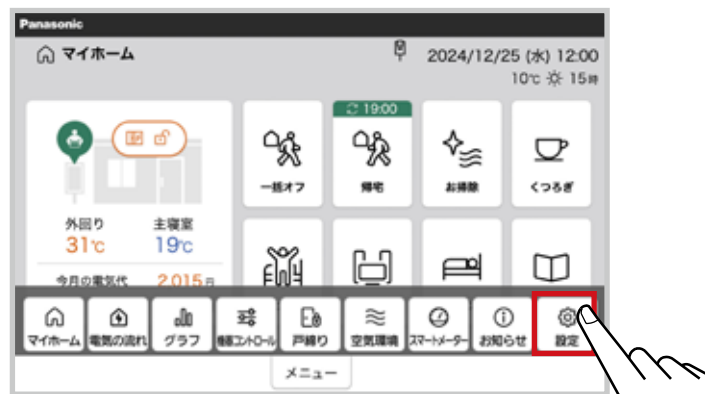 Panasonic
マイホーム
2024/12/25 (水) 12:00
10℃ 15時
19:00
一括オフ
帰宅
お掃除
くつろぎ
外回り 主寝室
31℃ 19℃
今月の電気代 2,015円
マイホーム
電気の流れ
グラフ
機器コントロール
戸締り
空気環境
スマートメーター
お知らせ
設定
メニュー